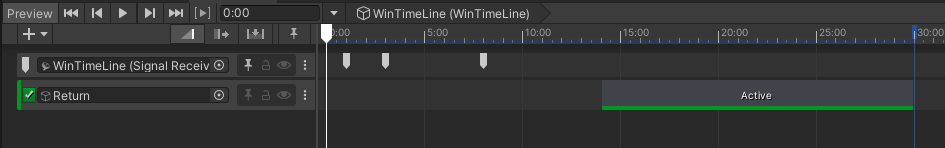 Preview 0:00 WinTimeLine (WinTimeLine)
0:00 5:00 10:00 15:00 20:00 25:00 30:00
WinTimeLine (Signal Receiv
Return Active